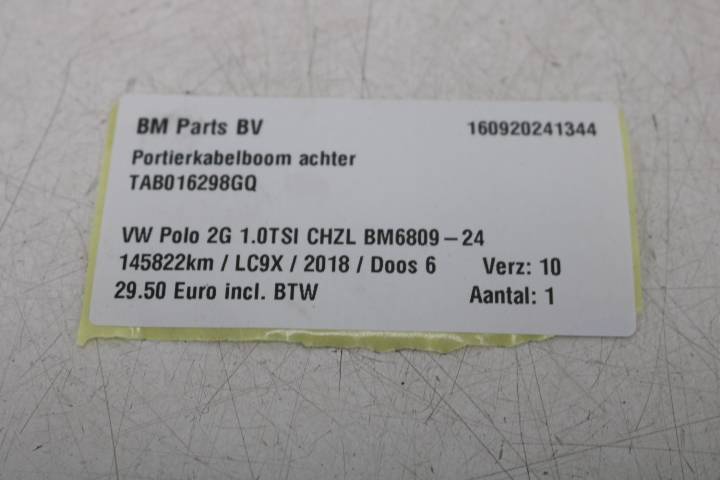 BM Parts BV 160920241344
Portierkabelboom achter
TAB016298GQ
VW Polo 2G 1.0TSI CHZL BM6809-24
145822km / LC9X / 2018 / Doos 6 Verz: 10
29.50 Euro incl. BTW Aantal: 1